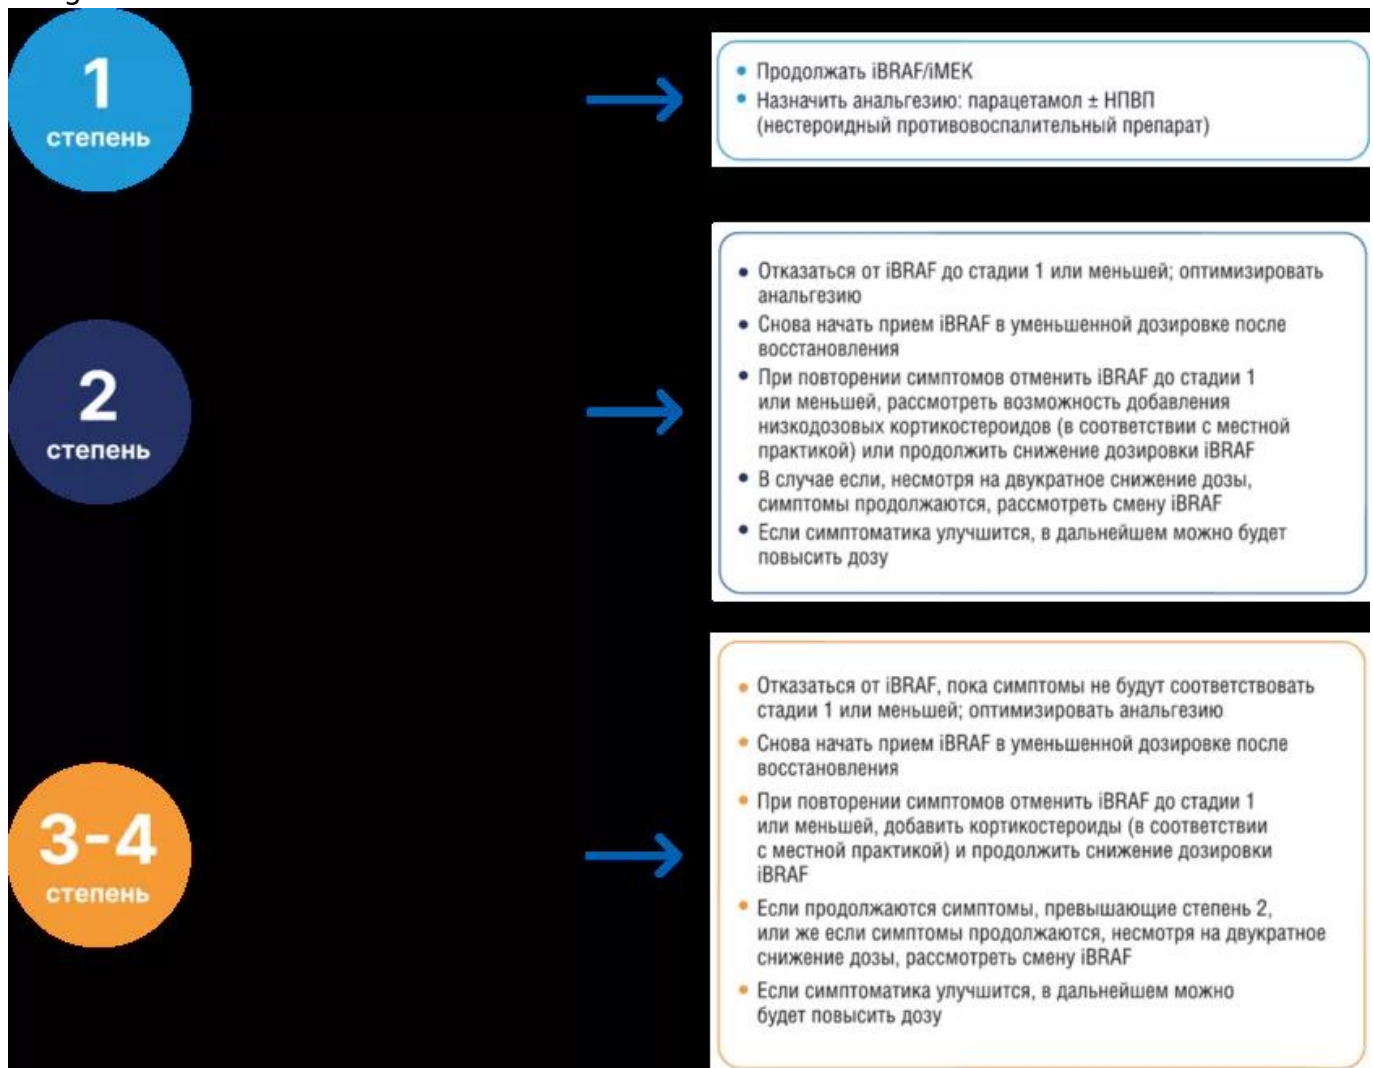 1
степень
• Продолжать iBRAF/iMEK
• Назначить анальгезию: парацетамол ± НПВП
(нестероидный противовоспалительный препарат)
2
степень
• Отказаться от iBRAF до стадии 1 или меньшей; оптимизировать
анальгезию
• Снова начать прием iBRAF в уменьшенной дозировке после
восстановления
• При повторении симптомов отменить iBRAF до стадии 1
или меньшей, рассмотреть возможность добавления
низкодозовых кортикостероидов (в соответствии с местной
практикой) или продолжить снижение дозировки iBRAF
• В случае если, несмотря на двукратное снижение дозы,
симптомы продолжаются, рассмотреть смену iBRAF
• Если симптоматика улучшится, в дальнейшем можно будет
повысить дозу
3-4
степень
• Отказаться от iBRAF, пока симптомы не будут соответствовать
стадии 1 или меньшей; оптимизировать анальгезию
• Снова начать прием iBRAF в уменьшенной дозировке после
восстановления
• При повторении симптомов отменить iBRAF до стадии 1
или меньшей, добавить кортикостероиды (в соответствии
с местной практикой) и продолжить снижение дозировки
iBRAF
• Если продолжаются симптомы, превышающие степень 2,
или же если симптомы продолжаются, несмотря на двукратное
снижение дозы, рассмотреть смену iBRAF
• Если симптоматика улучшится, в дальнейшем можно
будет повысить дозу